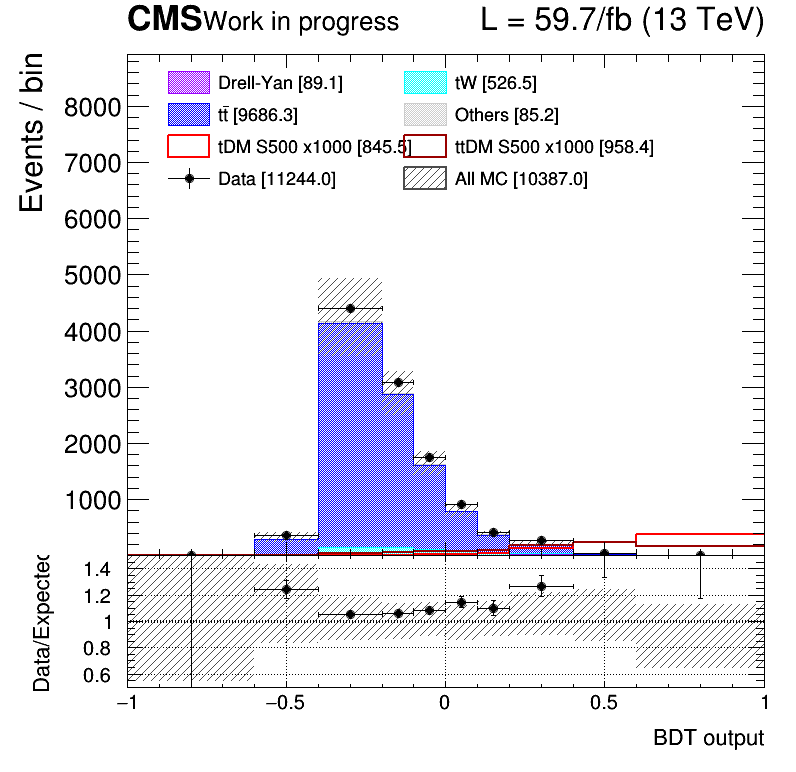 CMS Work in progress L = 59.7/fb (13 TeV)
Events / bin
Drell-Yan [89.1] tW [526.5]
tt̄ [9686.3] Others [85.2]
tDM S500 x1000 [845.5] ttDM S500 x1000 [958.4]
Data [11244.0] All MC [10387.0]
8000
7000
6000
5000
4000
3000
2000
1000
Data/Expected
1.4
1.2
1
0.8
0.6
−1 −0.5 0 0.5 1
BDT output